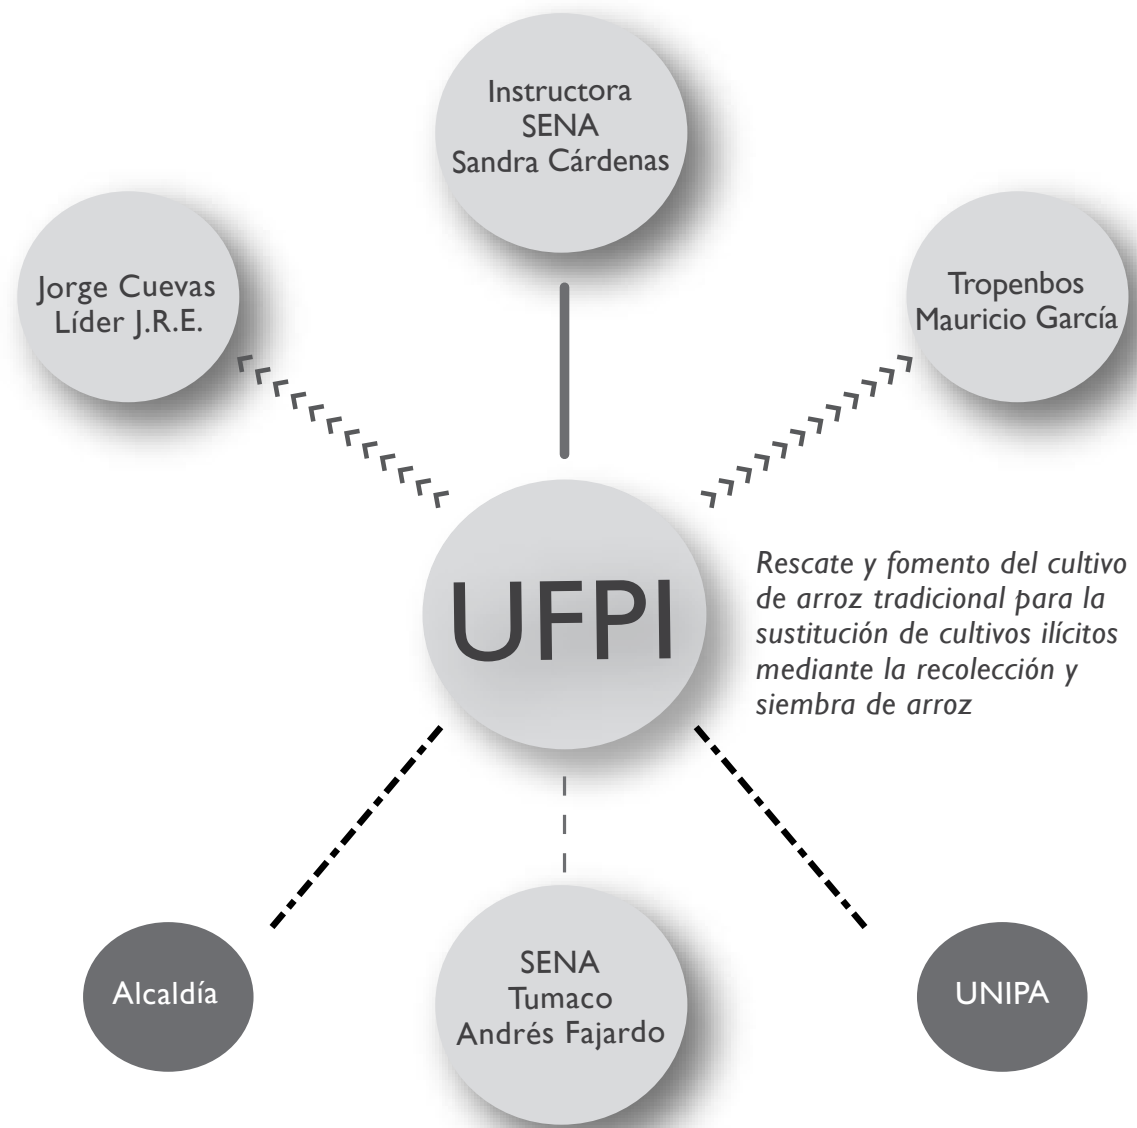 Instructora
SENA
Sandra Cárdenas
Jorge Cuevas
Líder J.R.E.
Tropenbos
Mauricio García
UFPI
Rescate y fomento del cultivo
de arroz tradicional para la
sustitución de cultivos ilícitos
mediante la recolección y
siembra de arroz
Alcaldía
SENA
Tumaco
Andrés Fajardo
UNIPA